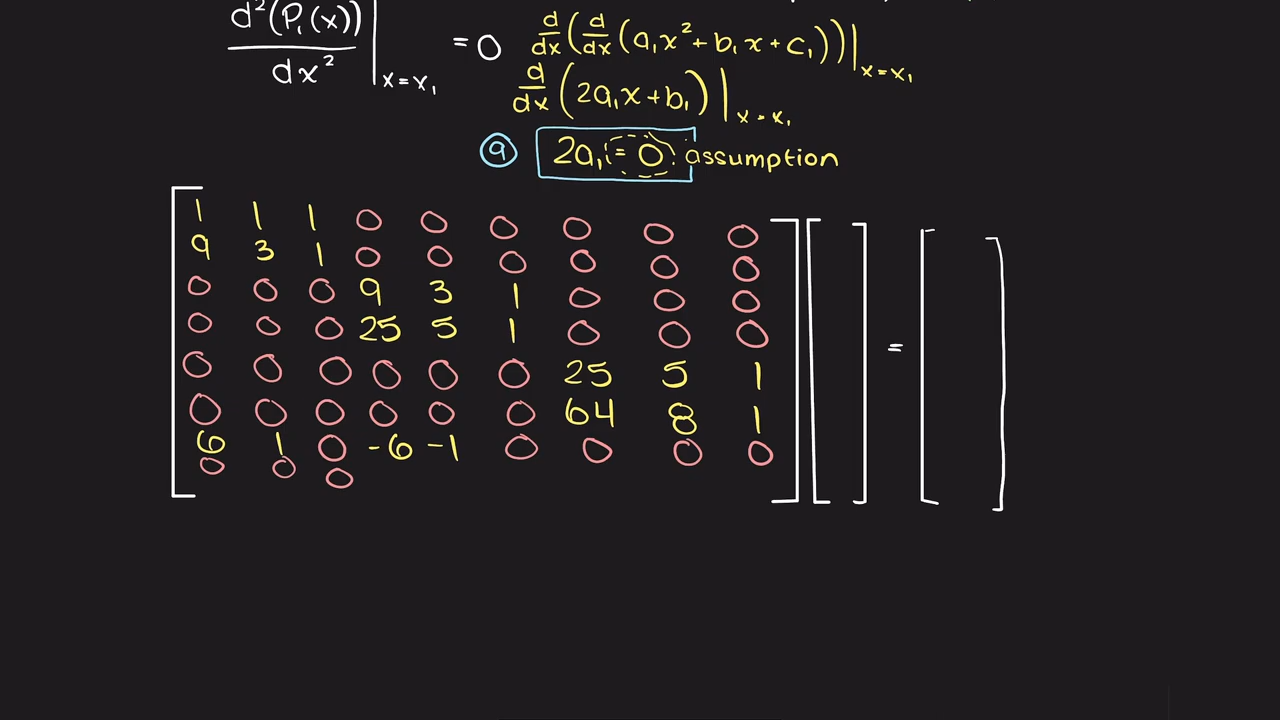 d²(P₁(x))/dx² |ₓ₌ₓ₁ = 0 d/dx(d/dx(a₁x²+b₁x+c₁))|ₓ₌ₓ₁
d/dx(2a₁x+b₁)|ₓ₌ₓ₁
9 2a₁ = 0 assumption
1 1 1 0 0 0 0 0 0
9 3 1 0 0 0 0 0 0
0 0 0 9 3 1 0 0 0
0 0 0 25 5 1 0 0 0 =
0 0 0 0 0 0 25 5 1
0 0 0 0 0 0 64 8 1
6 1 0 -6 -1 0 0 0 0
0 0 0